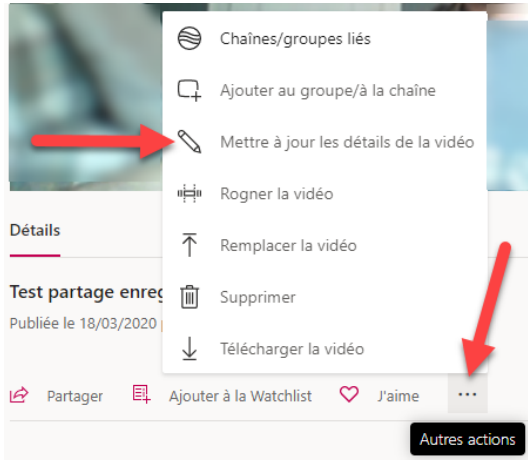 Chaînes/groupes liés
Ajouter au groupe/à la chaîne
Mettre à jour les détails de la vidéo
Rogner la vidéo
Détails
Remplacer la vidéo
Test partage enreg
Supprimer
Publiée le 18/03/2020
Télécharger la vidéo
Partager Ajouter à la Watchlist J'aime ...
Autres actions